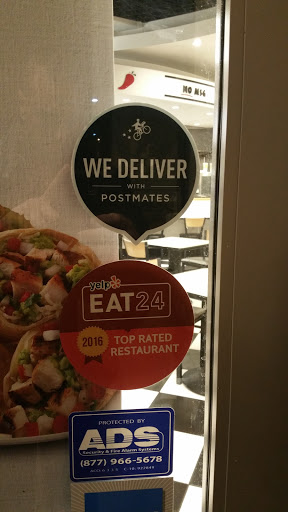 NO MSG
WE DELIVER
WITH
POSTMATES
yelp
EAT24
2016
TOP RATED
RESTAURANT
PROTECTED BY
ADS
Security & Fire Alarm Systems
(877) 966-5678